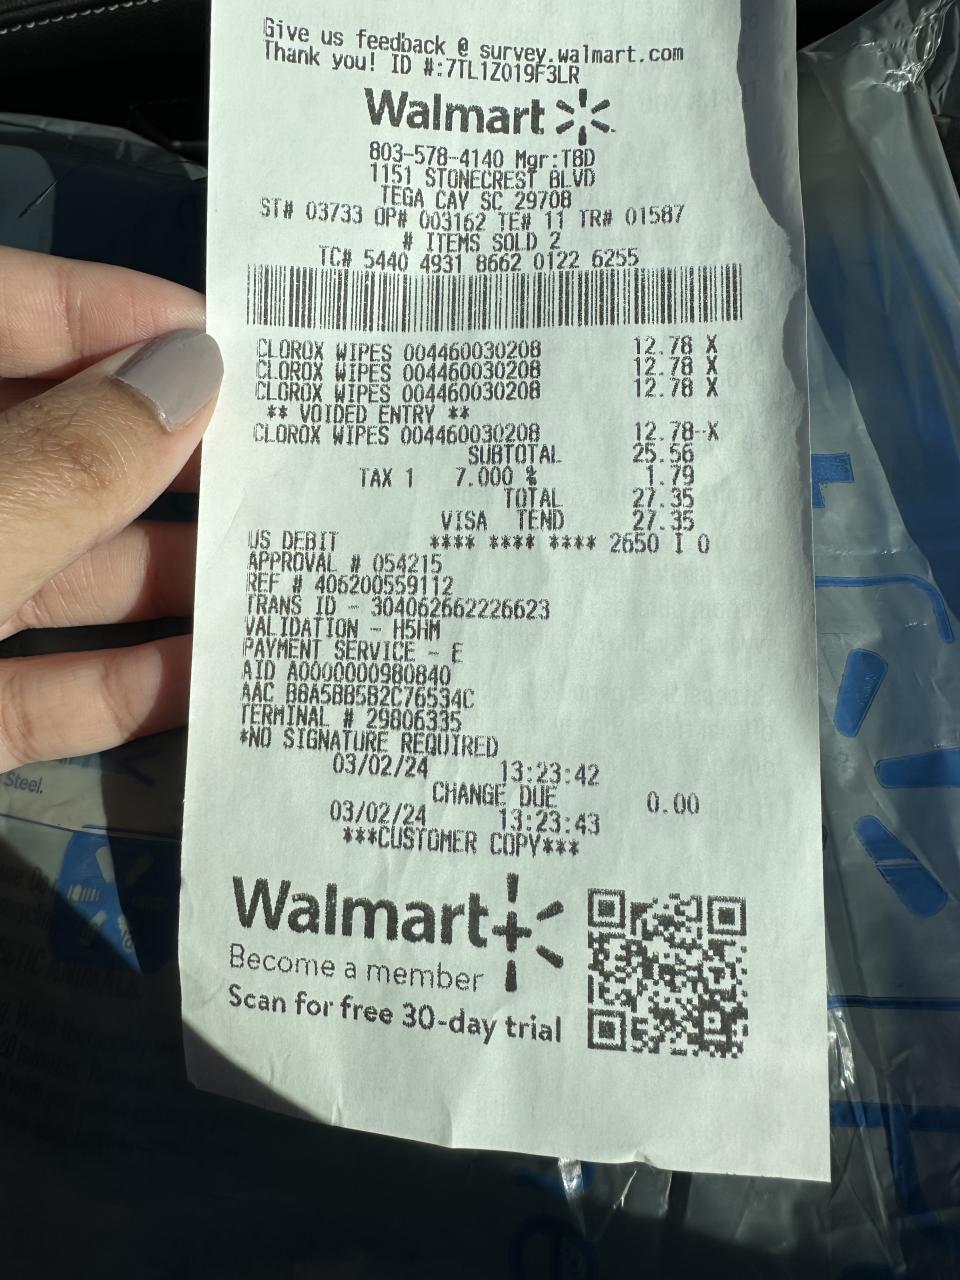 Give us feedback @ survey.walmart.com
Thank you! ID #:7TL1Z019F3LR
Walmart
803-578-4140 Mgr:TBD
1151 STONECREST BLVD
TEGA CAY SC 29708
ST# 03733 OP# 003162 TE# 11 TR# 01587
# ITEMS SOLD 2
TC# 5440 4931 8662 0122 6255
CLOROX WIPES 004460030208 12.78 X
CLOROX WIPES 004460030208 12.78 X
CLOROX WIPES 004460030208 12.78 X
** VOIDED ENTRY **
CLOROX WIPES 004460030208 12.78-X
SUBTOTAL 25.56
TAX 1 7.000 % 1.79
TOTAL 27.35
VISA TEND 27.35
US DEBIT **** **** **** 2650 I 0
APPROVAL # 054215
REF # 406200559112
TRANS ID - 304062662226623
VALIDATION - H5HM
PAYMENT SERVICE - E
AID A0000000980840
AAC B8A5BB5B2C76534C
TERMINAL # 29806335
*NO SIGNATURE REQUIRED
03/02/24 13:23:42
CHANGE DUE 0.00
03/02/24 13:23:43
***CUSTOMER COPY***
Walmart+
Become a member
Scan for free 30-day trial
Steel.